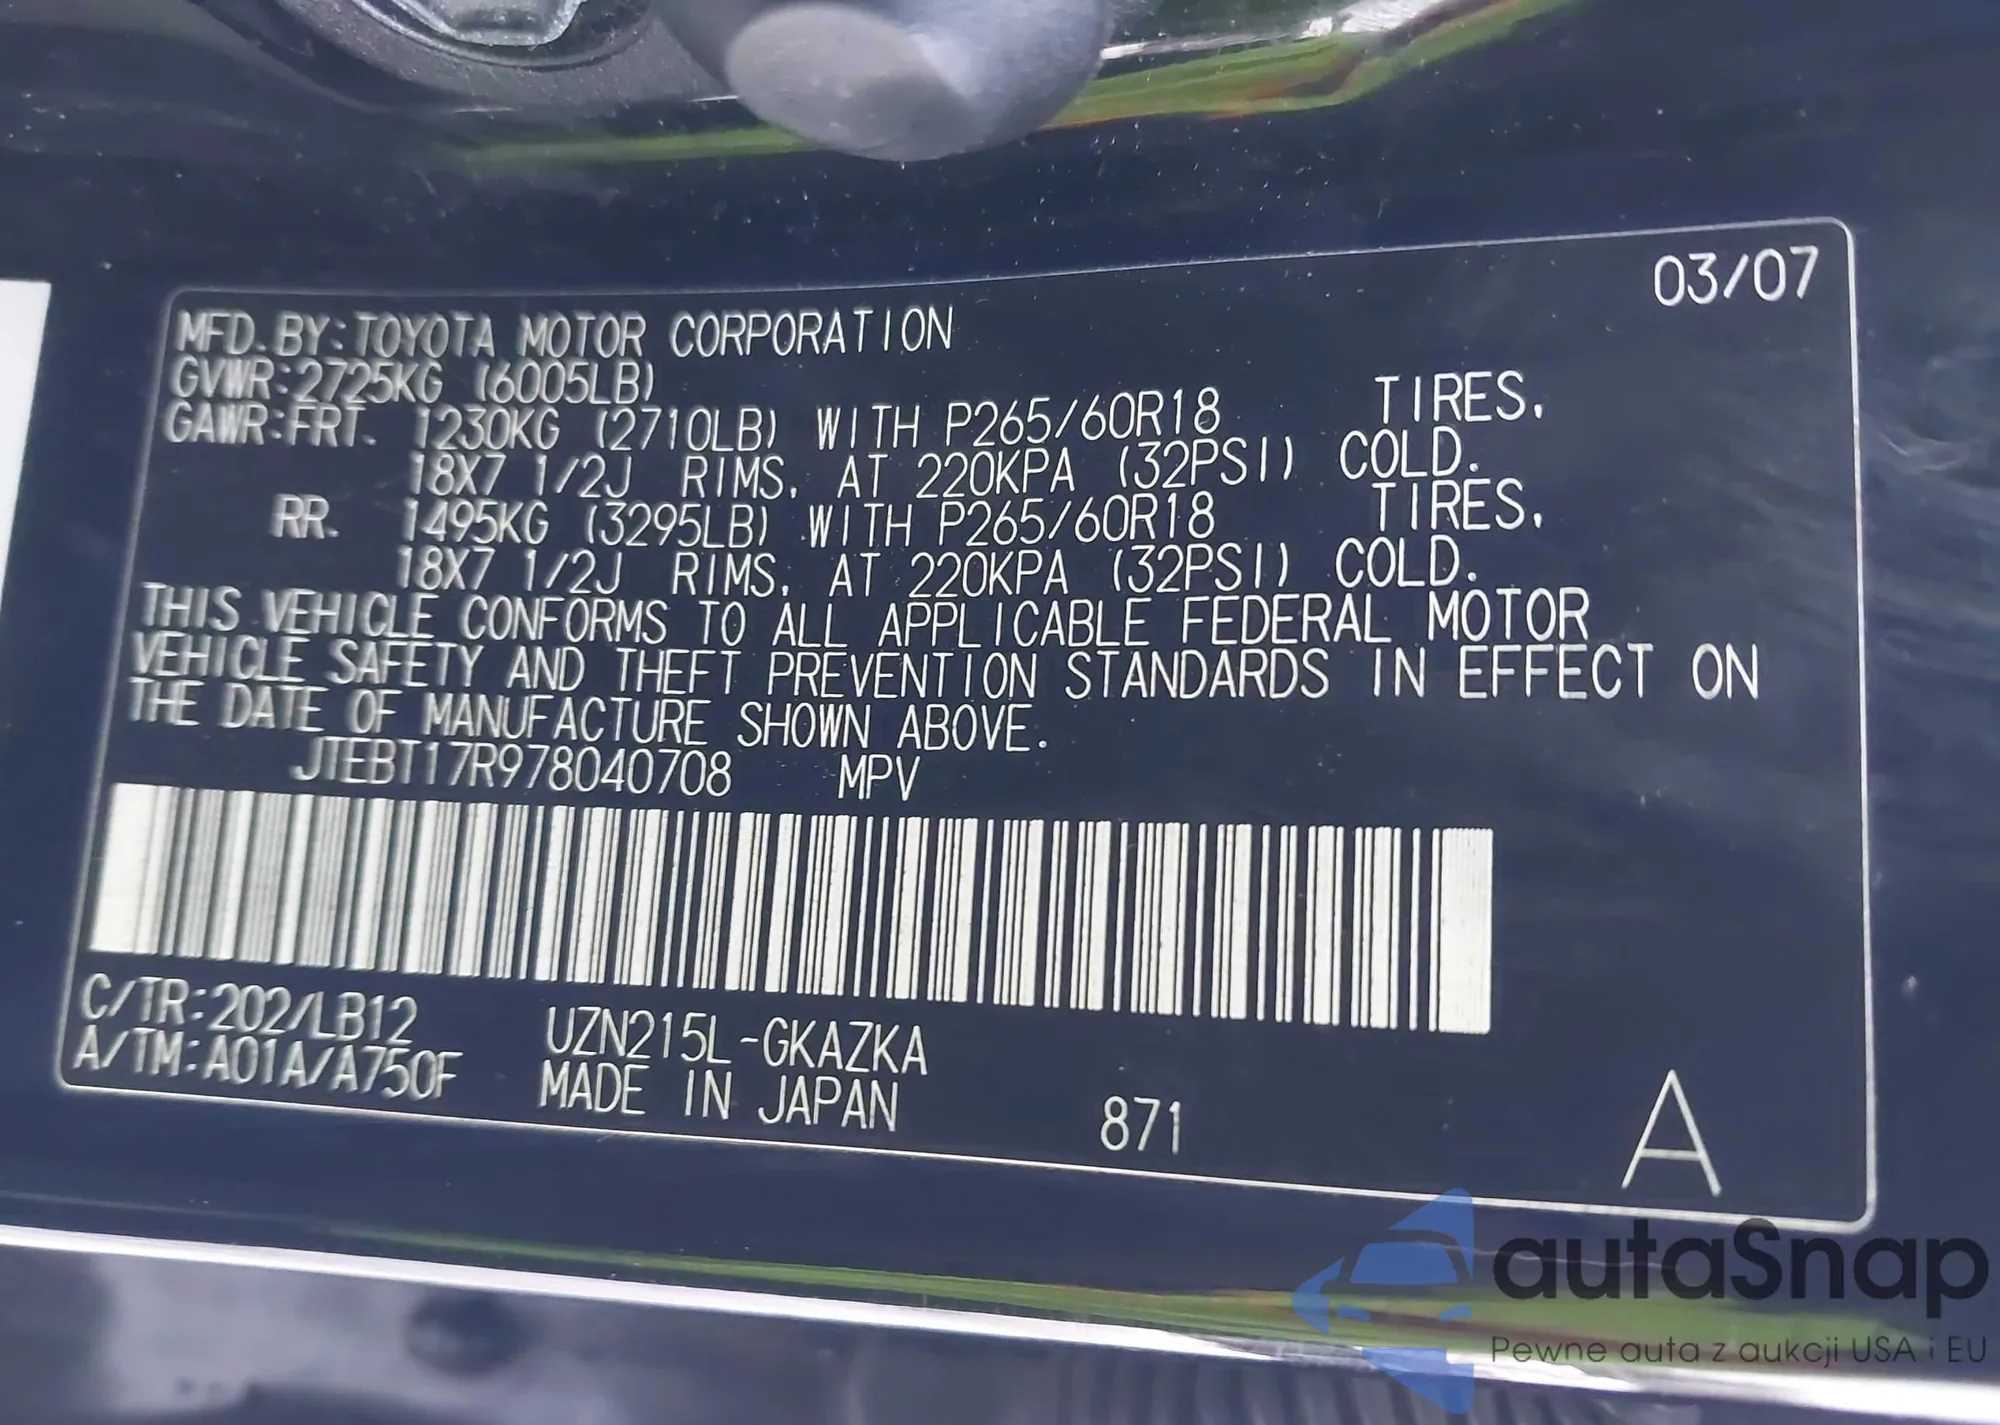 03/07
MFD.BY:TOYOTA MOTOR CORPORATION
GVWR:2725KG (6005LB)
GAWR:FRT. 1230KG (2710LB) WITH P265/60R18 TIRES,
18X7 1/2J RIMS, AT 220KPA (32PSI) COLD.
RR. 1495KG (3295LB) WITH P265/60R18 TIRES,
18X7 1/2J RIMS, AT 220KPA (32PSI) COLD.
THIS VEHICLE CONFORMS TO ALL APPLICABLE FEDERAL MOTOR
VEHICLE SAFETY AND THEFT PREVENTION STANDARDS IN EFFECT ON
THE DATE OF MANUFACTURE SHOWN ABOVE.
JTEBT17R978040708 MPV
C/TR:202/LB12 UZN215L-GKAZKA
A/TM:A01A/A750F MADE IN JAPAN 871 A
autaSnap
Pewne auta z aukcji USA i EU